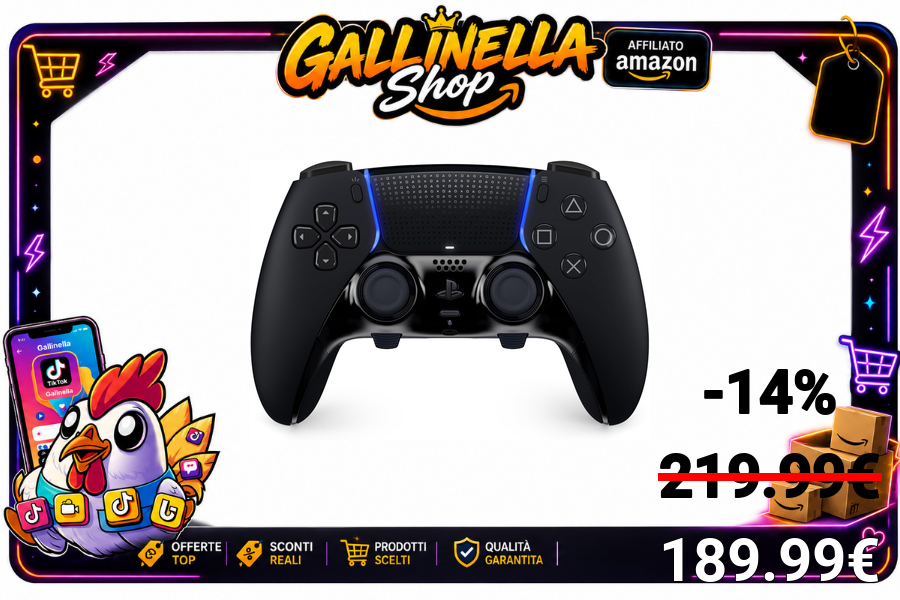 GALLINELLA
Shop
AFFILIATO
amazon
Gallinella
TikTok
Gallinella
-14%
219.99€
189.99€
OFFERTE
TOP
SCONTI
REALI
PRODOTTI
SCELTI
QUALITÀ
GARANTITA